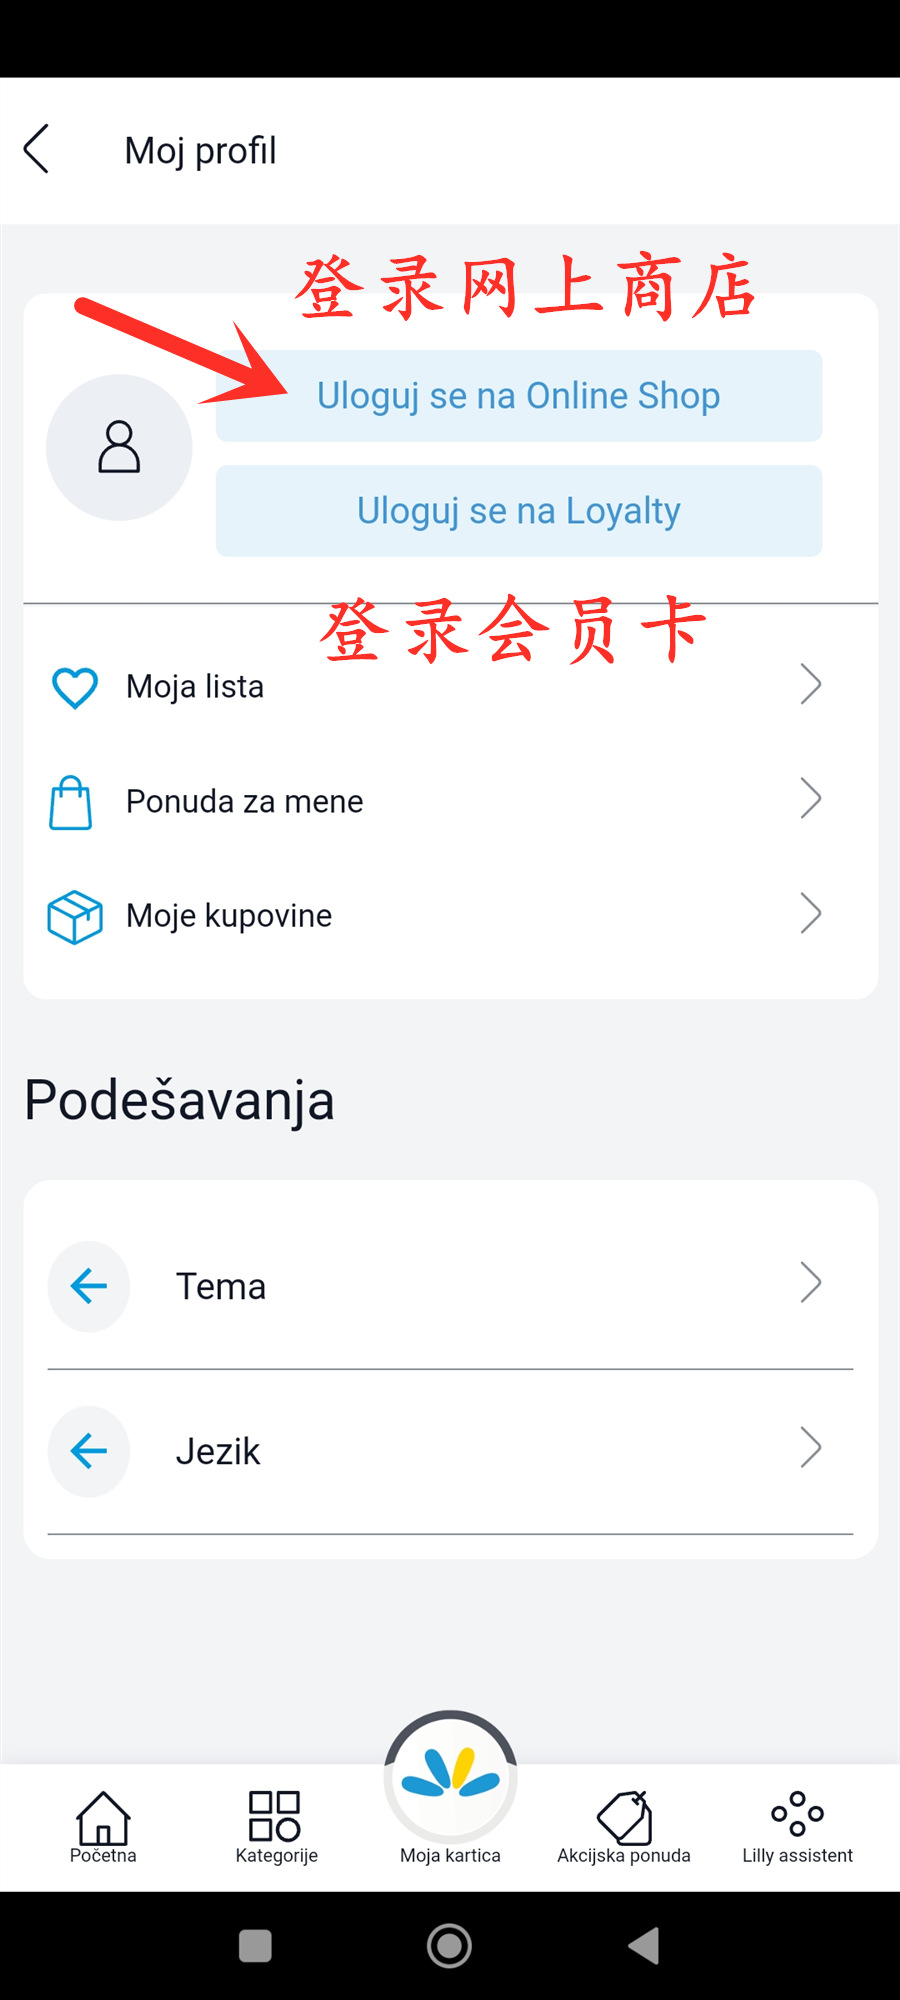 Moj profil
登录网上商店
Uloguj se na Online Shop
Uloguj se na Loyalty
登录会员卡
Moja lista
Ponuda za mene
Moje kupovine
Podešavanja
Tema
Jezik
Početna
Kategorije
Moja kartica
Akcijska ponuda
Lilly assistent